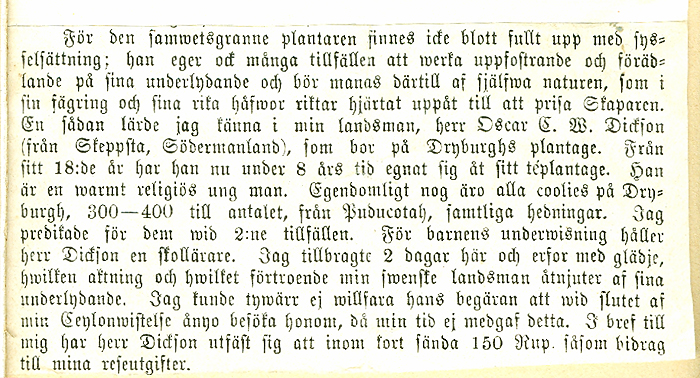 För den samwetsgranne plantaren finnes icke blott fullt upp med sys-
selsättning; han eger ock många tillfällen att werka uppfostrande och föräd-
lande på sina underlydande och bör manas därtill af själfwa naturen, som i
sin fägring och sina rika håfwor riktar hjärtat uppåt till att prisa Skaparen.
En sådan lärde jag känna i min landsman, herr Oscar C. W. Dickson
(från Skeppsta, Södermanland), som bor på Dryburghs plantage. Från
sitt 18:de år har han nu under 8 års tid egnat sig åt sitt téplantage. Han
är en warmt religiös ung man. Egendomligt nog äro alla coolies på Dry-
burgh, 300—400 till antalet, från Puducotah, samtliga hedningar. Jag
predikade för dem wid 2:ne tillfällen. För barnens underwisning håller
herr Dickson en skollärare. Jag tillbragte 2 dagar här och erfor med glädje,
hwilken aktning och hwilket förtroende min swenske landsman åtnjuter af sina
underlydande. Jag kunde tywärr ej willfara hans begäran att wid slutet af
min Ceylonwistelse ånyo besöka honom, då min tid ej medgaf detta. I bref till
mig har herr Dickson utfäst sig att inom kort sända 150 Rup. såsom bidrag
till mina reseutgifter.